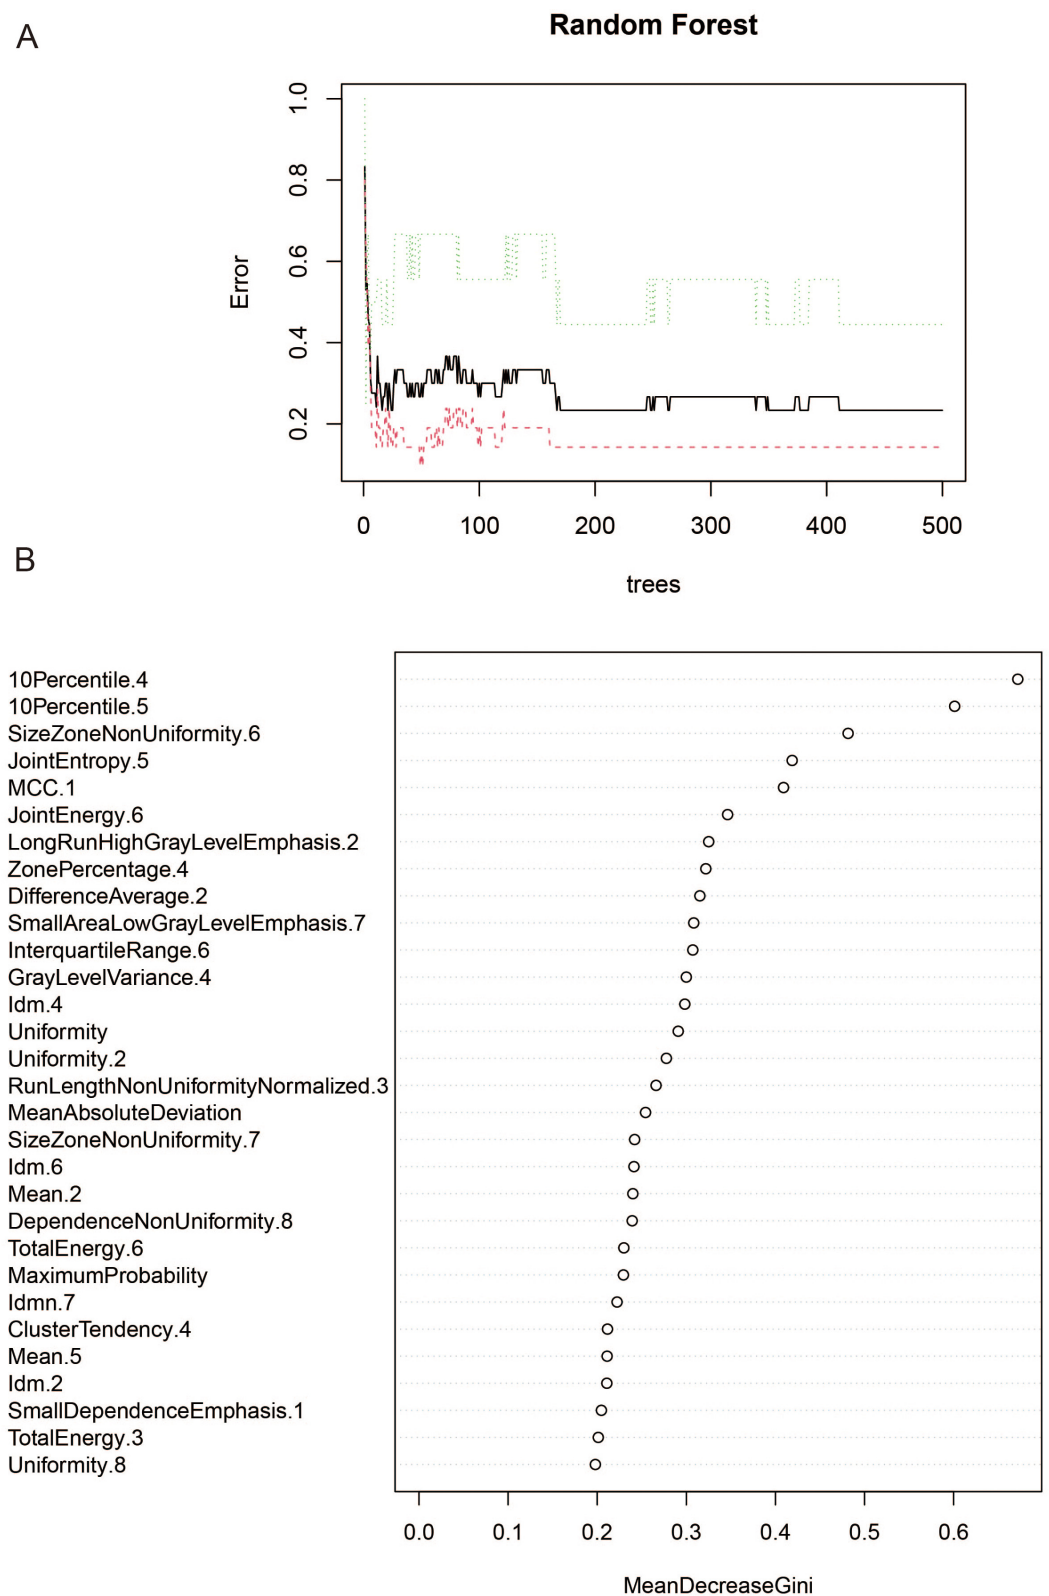 A
Random Forest
Error
1.0
0.8
0.6
0.4
0.2
0 100 200 300 400 500
trees
B
10Percentile.4
10Percentile.5
SizeZoneNonUniformity.6
JointEntropy.5
MCC.1
JointEnergy.6
LongRunHighGrayLevelEmphasis.2
ZonePercentage.4
DifferenceAverage.2
SmallAreaLowGrayLevelEmphasis.7
InterquartileRange.6
GrayLevelVariance.4
Idm.4
Uniformity
Uniformity.2
RunLengthNonUniformityNormalized.3
MeanAbsoluteDeviation
SizeZoneNonUniformity.7
Idm.6
Mean.2
DependenceNonUniformity.8
TotalEnergy.6
MaximumProbability
Idmn.7
ClusterTendency.4
Mean.5
Idm.2
SmallDependenceEmphasis.1
TotalEnergy.3
Uniformity.8
0.0 0.1 0.2 0.3 0.4 0.5 0.6
MeanDecreaseGini